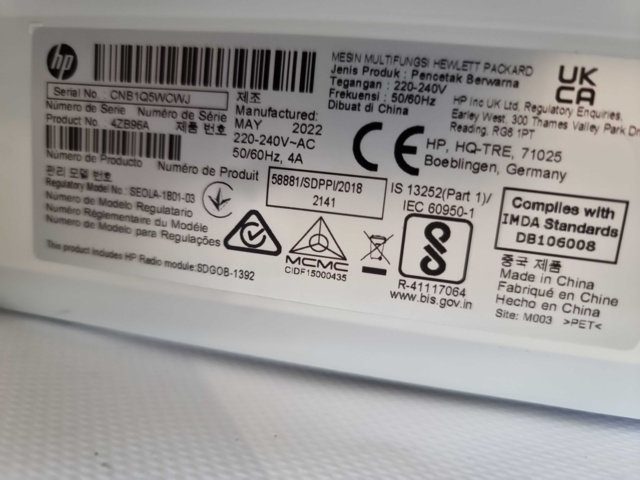 hp
Serial No.: CNB1Q5WCWJ
Número de Serie Número de Série
Product No. 4ZB96A 제품 번호
Número de Produit
제조
Manufactured:
MAY 2022
220-240V~AC
50/60Hz, 4A
MESIN MULTIFUNGSI HEWLETT PACKARD
Jenis Produk : Pencetak Berwarna
Tegangan : 220-240V
Frekuensi : 50/60Hz
Dibuat di China
UK
CA
HP Inc UK Ltd, Regulatory Enquiries,
Earley West, 300 Thames Valley Park Dr
Reading, RG6 1PT
CE
HP, HQ-TRE, 71025
Boeblingen, Germany
관리 모델 번호
Regulatory Model No.: SEOLA-1801-03
Número de Modelo Regulatario
Numéro Réglementaire du Modèle
Número de Modelo para Regulações
This product includes HP Radio module:SDGOB-1392
58881/SDPPI/2018
2141
MCMC
CIDF15000435
IS 13252(Part 1)/
IEC 60950-1
R-41117064
www.bis.gov.in
Complies with
IMDA Standards
DB106008
중국 제품
Made in China
Fabriqué en Chine
Hecho en China
Site: M003 >PET<